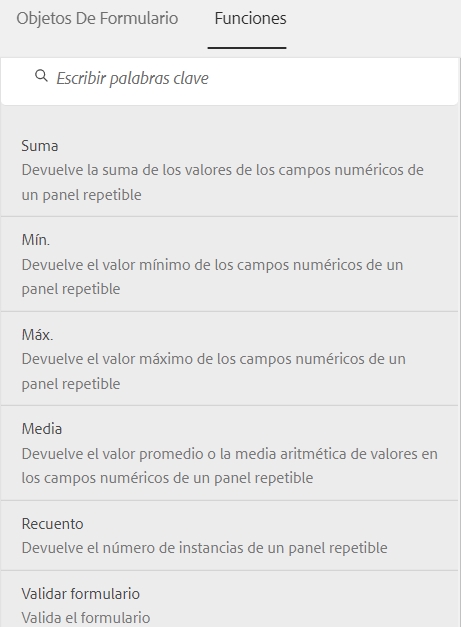 Objetos De Formulario Funciones
Escribir palabras clave
Suma
Devuelve la suma de los valores de los campos numéricos de
un panel repetible
Mín.
Devuelve el valor mínimo de los campos numéricos de un
panel repetible
Máx.
Devuelve el valor máximo de los campos numéricos de un
panel repetible
Media
Devuelve el valor promedio o la media aritmética de valores en
los campos numéricos de un panel repetible
Recuento
Devuelve el número de instancias de un panel repetible
Validar formulario
Valida el formulario